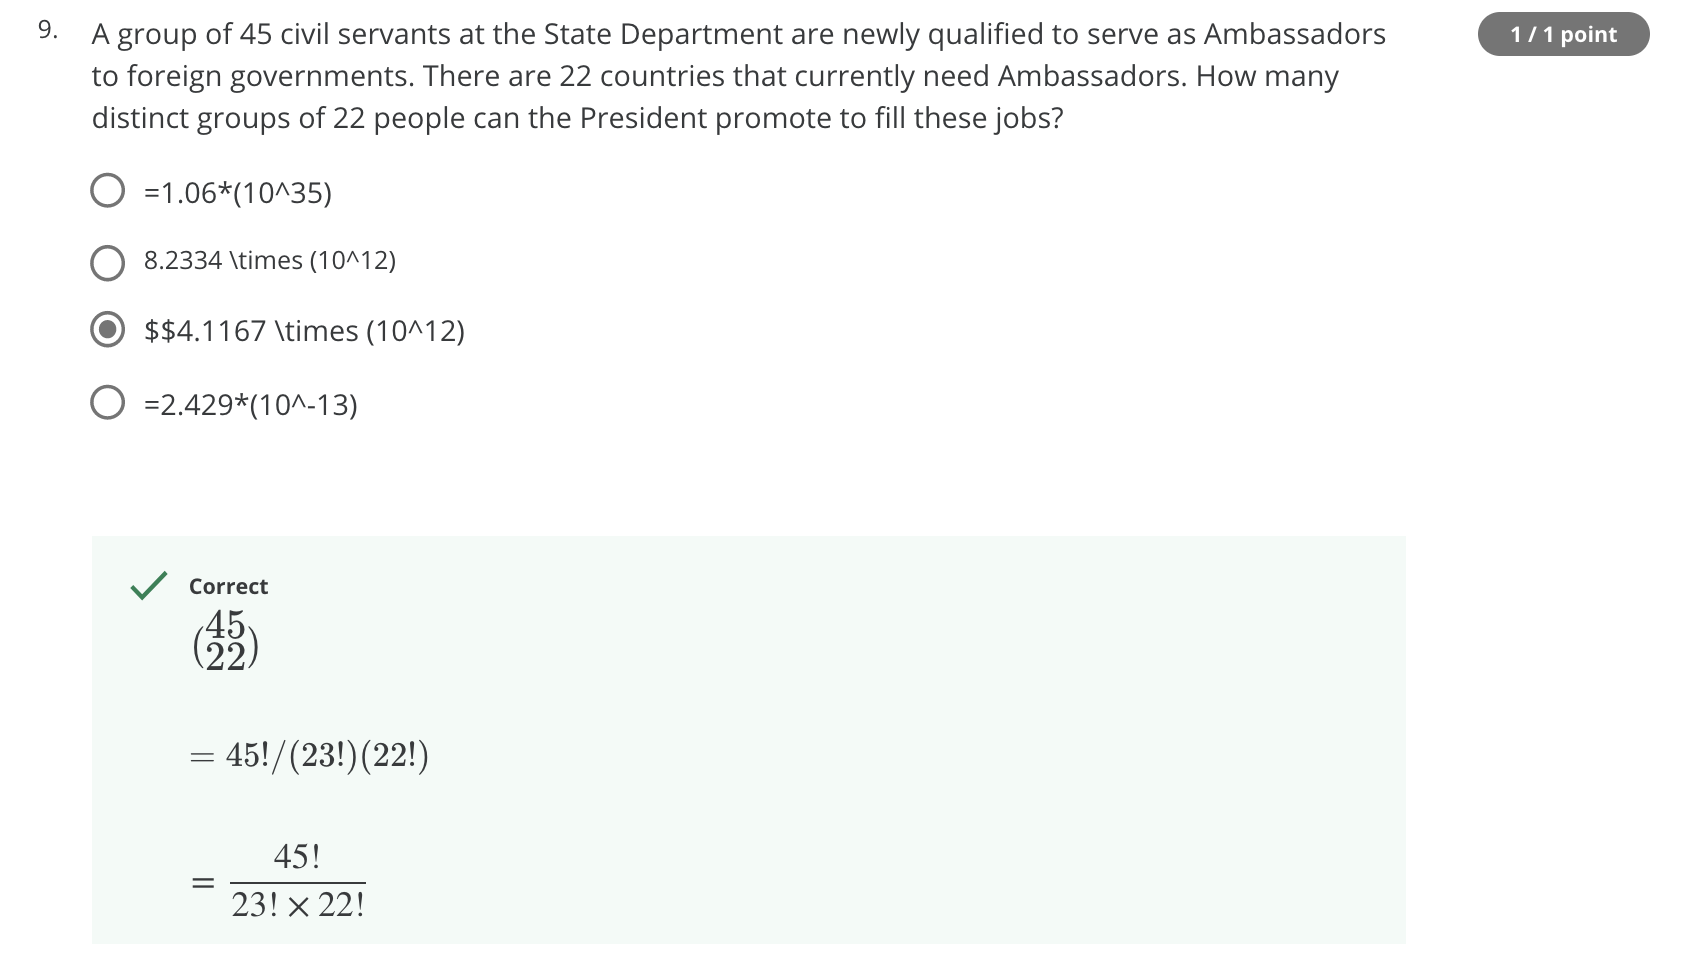 9.
A group of 45 civil servants at the State Department are newly qualified to serve as Ambassadors
to foreign governments. There are 22 countries that currently need Ambassadors. How many
distinct groups of 22 people can the President promote to fill these jobs?
1 / 1 point
=1.06*(10^35)
8.2334 \times (10^12)
$$4.1167 \times (10^12)
=2.429*(10^-13)
Correct
(45
22)
= 45!/(23!)(22!)
= 45!
23! × 22!